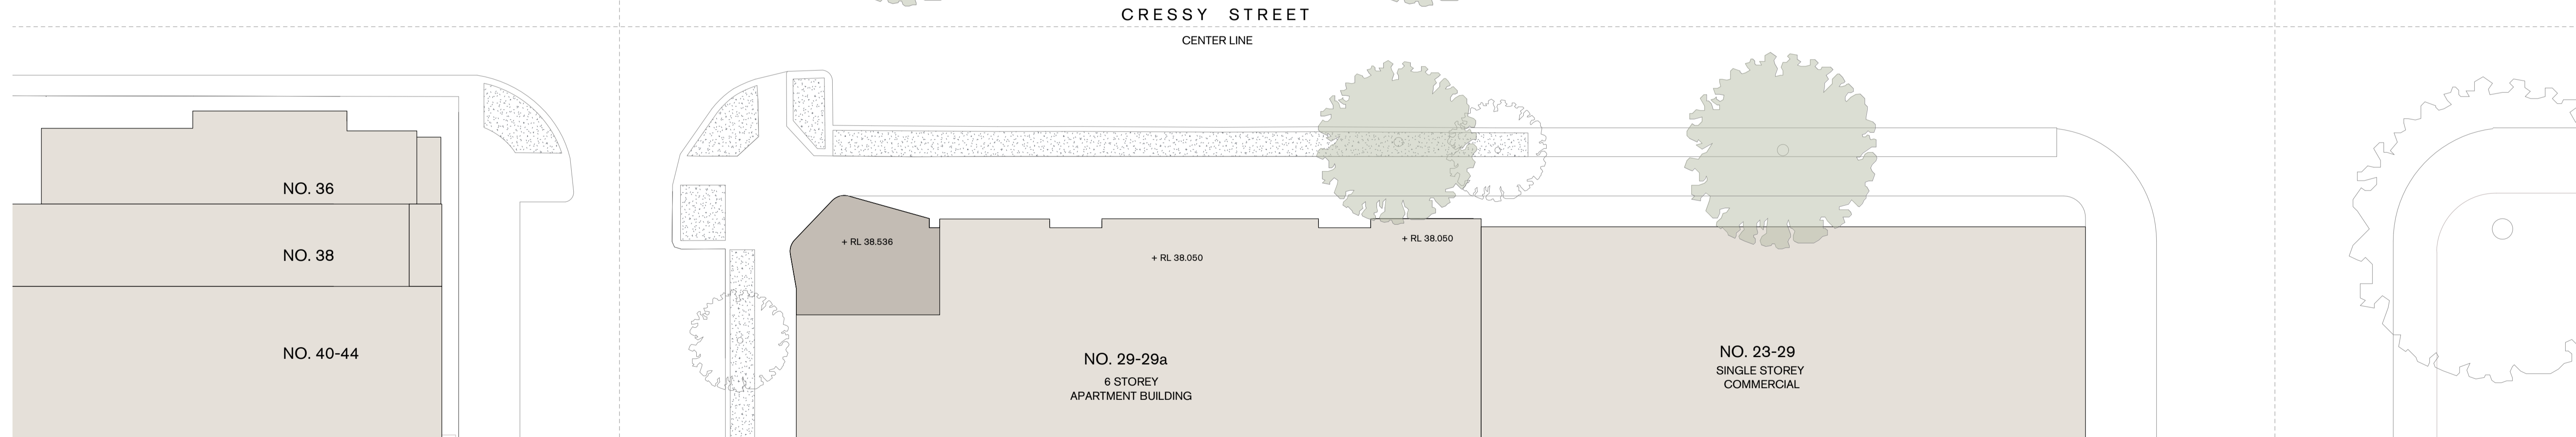 CRESSY STREET
CENTER LINE
NO. 36
NO. 38
NO. 40-44
+ RL 38.536
+ RL 38.050
+ RL 38.050
NO. 29-29a
6 STOREY
APARTMENT BUILDING
NO. 23-29
SINGLE STOREY
COMMERCIAL